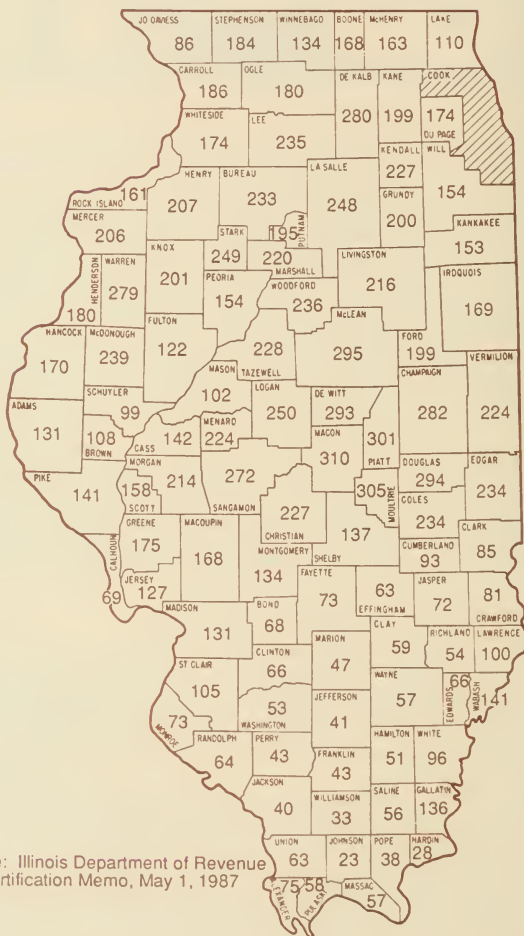 JO DAVIESS STEPHENSON WINNEBAGO BOONE McHENRY LAKE
86 184 134 168 163 110
CARROLL OGLE DE KALB KANE COOK
186 180 280 199 174
DU PAGE
WHITESIDE LEE KENDALL WILL
174 235 227 154
ROCK ISLAND HENRY BUREAU LA SALLE GRUNDY
161 207 233 248 200
MERCER STARK PUTNAM KANKAKEE
206 249 195 153
HENDERSON WARREN KNOX PEORIA MARSHALL LIVINGSTON IROQUOIS
180 279 201 154 220 216 169
WOODFORD
236
HANCOCK McDONOUGH FULTON TAZEWELL McLEAN FORD VERMILION
170 239 122 228 295 199 224
MASON LOGAN DE WITT CHAMPAIGN
102 250 293 282
ADAMS SCHUYLER MENARD MACON PIATT
131 99 224 310 301
BROWN CASS DOUGLAS EDGAR
108 142 294 234
PIKE MORGAN SANGAMON MOULTRIE COLES
141 214 272 305 234
SCOTT CHRISTIAN
158 227
GREENE MACOUPIN SHELBY CUMBERLAND CLARK
175 168 137 93 85
CALHOUN JERSEY MONTGOMERY FAYETTE EFFINGHAM JASPER CRAWFORD
69 127 134 73 63 72 81
MADISON BOND CLAY RICHLAND LAWRENCE
131 68 59 54 100
CLINTON MARION
66 47
ST CLAIR WASHINGTON JEFFERSON WAYNE EDWARDS WABASH
105 53 41 57 66 141
MONROE RANDOLPH PERRY FRANKLIN HAMILTON WHITE
73 64 43 43 51 96
JACKSON WILLIAMSON SALINE GALLATIN
40 33 56 136
UNION JOHNSON POPE HARDIN
63 23 38 28
ALEXANDER PULASKI MASSAC
75 58 57
e: Illinois Department of Revenue
rtification Memo, May 1, 1987